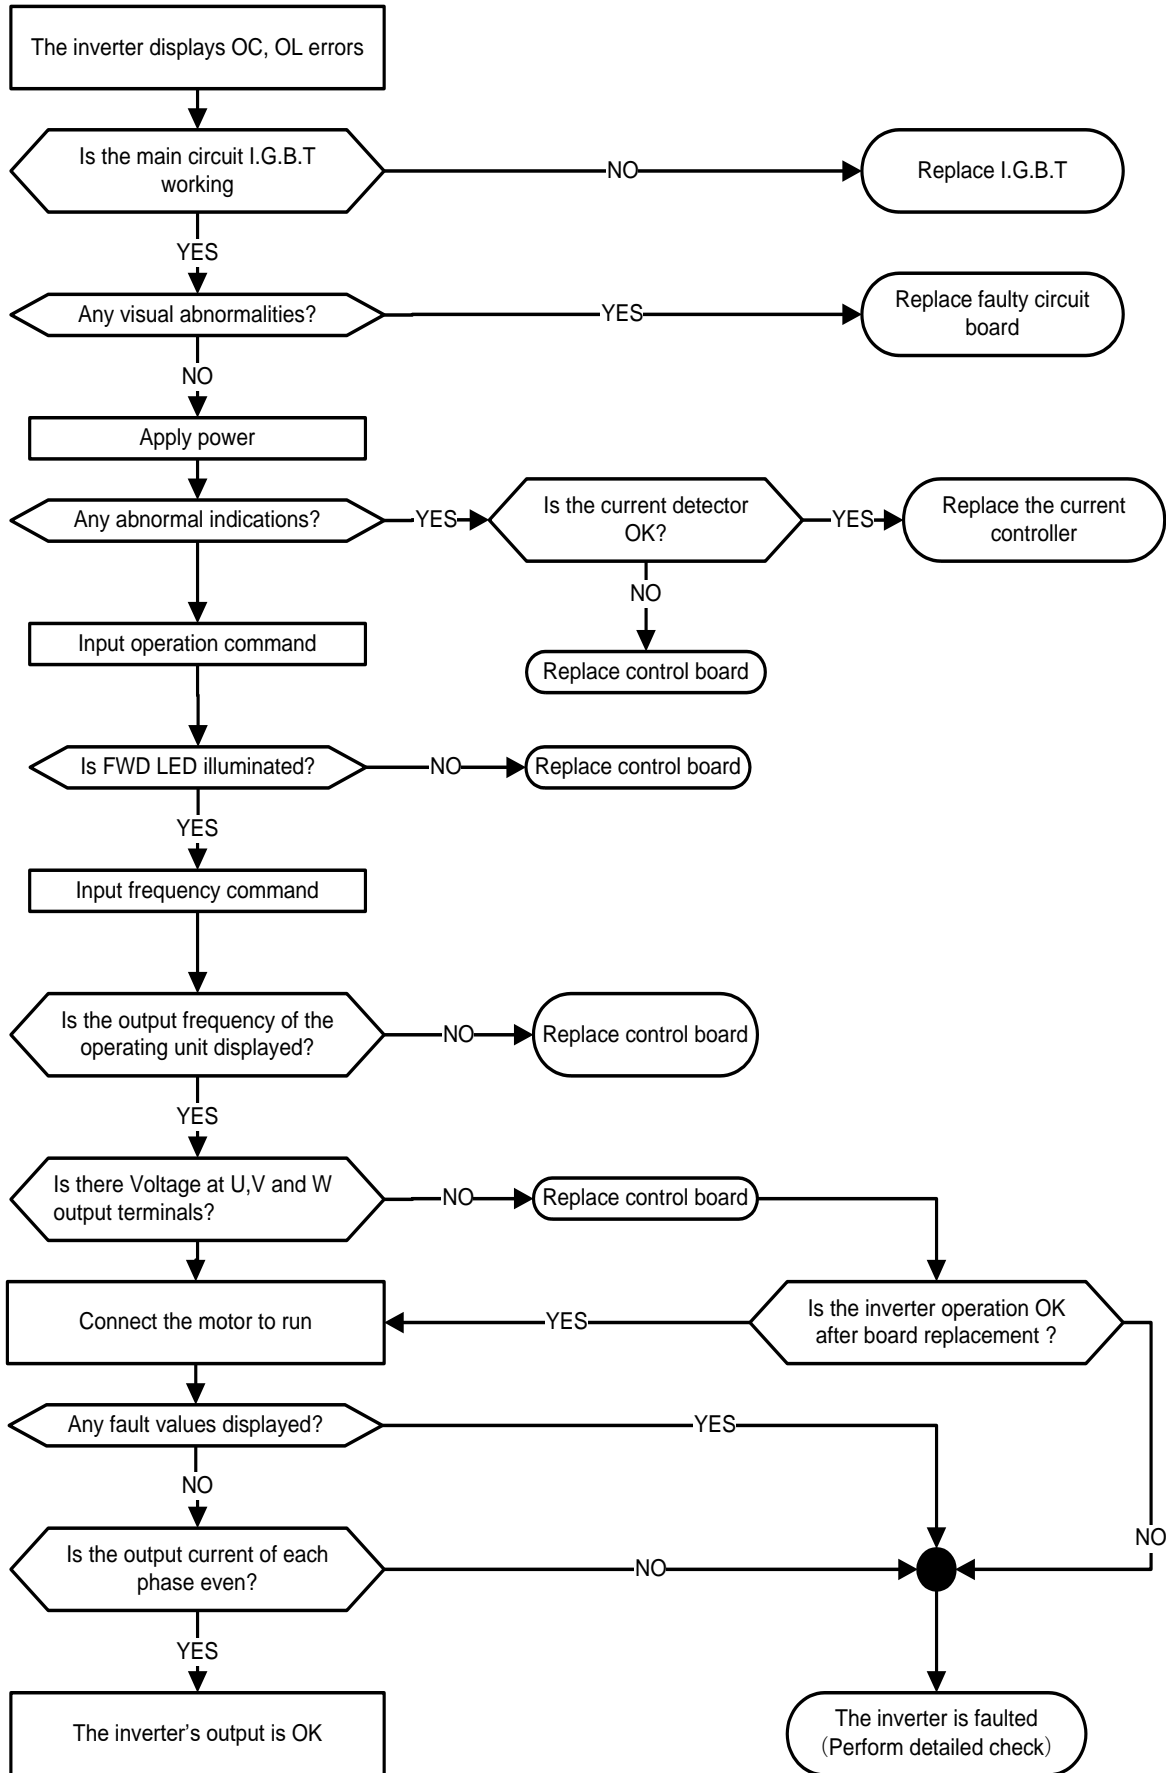 The inverter displays OC, OL errors
Is the main circuit I.G.B.T
working
NO
Replace I.G.B.T
YES
Any visual abnormalities?
YES
Replace faulty circuit
board
NO
Apply power
Any abnormal indications?
YES
Is the current detector
OK?
YES
Replace the current
controller
NO
Replace control board
Input operation command
Is FWD LED illuminated?
NO
Replace control board
YES
Input frequency command
Is the output frequency of the
operating unit displayed?
NO
Replace control board
YES
Is there Voltage at U,V and W
output terminals?
NO
Replace control board
Connect the motor to run
YES
Is the inverter operation OK
after board replacement ?
Any fault values displayed?
YES
NO
NO
Is the output current of each
phase even?
NO
YES
The inverter’s output is OK
The inverter is faulted
（Perform detailed check）